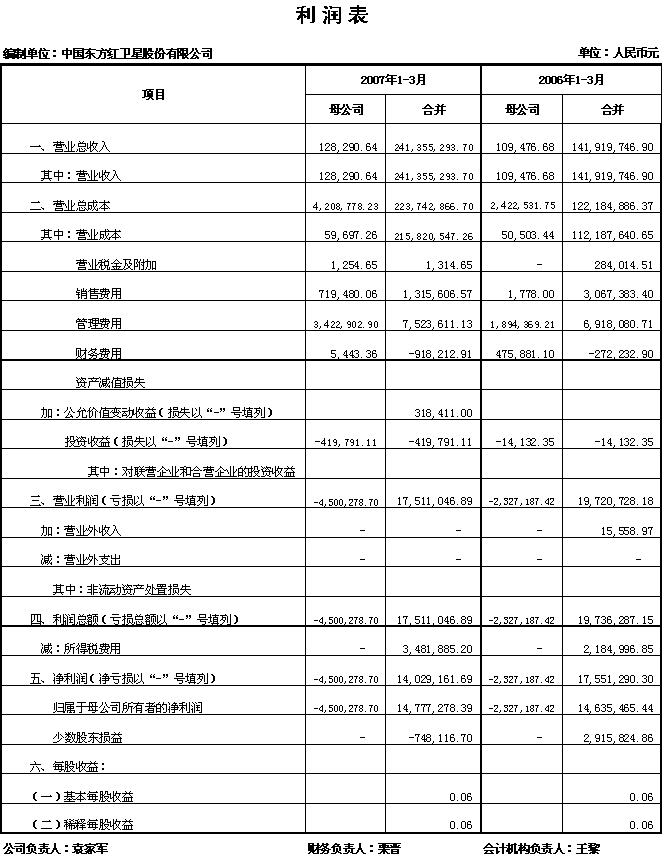 利润表
编制单位：中国东方红卫星股份有限公司 单位：人民币元
项目 2007年1-3月 2006年1-3月
母公司 合并 母公司 合并
一、营业总收入 128,290.64 241,355,293.70 109,476.68 141,919,746.90
其中：营业收入 128,290.64 241,355,293.70 109,476.68 141,919,746.90
二、营业总成本 4,208,778.23 223,742,866.70 2,422,531.75 122,184,886.37
其中：营业成本 59,697.26 215,820,547.26 50,503.44 112,187,640.65
营业税金及附加 1,254.65 1,314.65 - 284,014.51
销售费用 719,480.06 1,315,606.57 1,778.00 3,067,383.40
管理费用 3,422,902.90 7,523,611.13 1,894,369.21 6,918,080.71
财务费用 5,443.36 -918,212.91 475,881.10 -272,232.90
资产减值损失
加：公允价值变动收益（损失以“-”号填列） 318,411.00
投资收益（损失以“-”号填列） -419,791.11 -419,791.11 -14,132.35 -14,132.35
其中：对联营企业和合营企业的投资收益
三、营业利润（亏损以“-”号填列） -4,500,278.70 17,511,046.89 -2,327,187.42 19,720,728.18
加：营业外收入 - - - 15,558.97
减：营业外支出 - - - -
其中：非流动资产处置损失
四、利润总额（亏损总额以“-”号填列） -4,500,278.70 17,511,046.89 -2,327,187.42 19,736,287.15
减：所得税费用 - 3,481,885.20 - 2,184,996.85
五、净利润（净亏损以“-”号填列） -4,500,278.70 14,029,161.69 -2,327,187.42 17,551,290.30
归属于母公司所有者的净利润 -4,500,278.70 14,777,278.39 -2,327,187.42 14,635,465.44
少数股东损益 - -748,116.70 - 2,915,824.86
六、每股收益：
（一）基本每股收益 0.06 0.06
（二）稀释每股收益 0.06 0.06
公司负责人：袁家军 财务负责人：栗晋 会计机构负责人：王黎